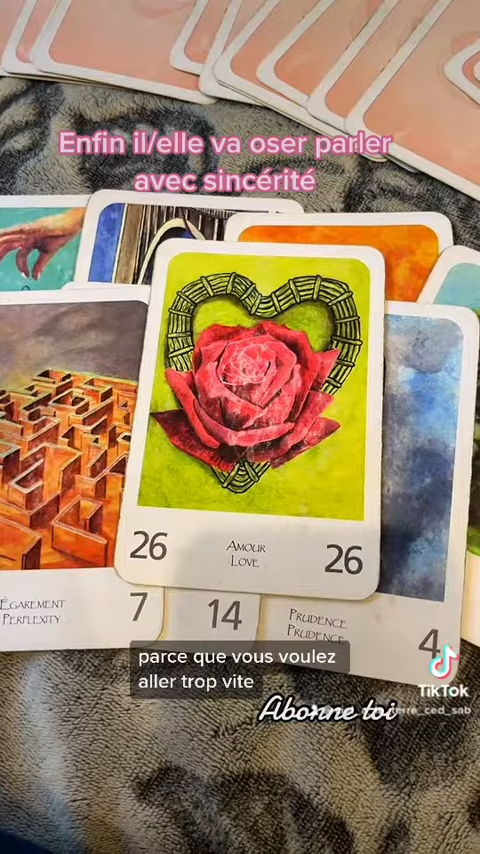 Enfin il/elle va oser parler
avec sincérité
26
AMOUR
LOVE
26
ÉGAREMENT
PERPLEXITY
7
14
PRUDENCE
PRUDENCE
4
parce que vous voulez
aller trop vite
Abonne toi
TikTok
erre_ced_sab